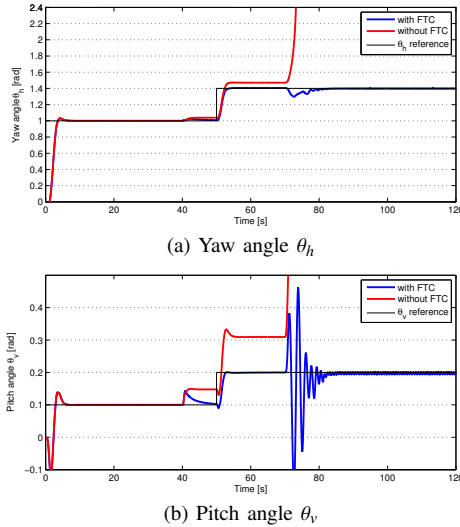 2.4
2.2
2
1.8
1.6
1.4
1.2
1
0.8
0.6
0.4
0.2
0
Yaw angle θh [rad]
with FTC
without FTC
θh reference
0 20 40 60 80 100 120
Time [s]
(a) Yaw angle θh
0.4
0.3
0.2
0.1
0
−0.1
Pitch angle θv [rad]
with FTC
without FTC
θv reference
0 20 40 60 80 100 120
Time [s]
(b) Pitch angle θv